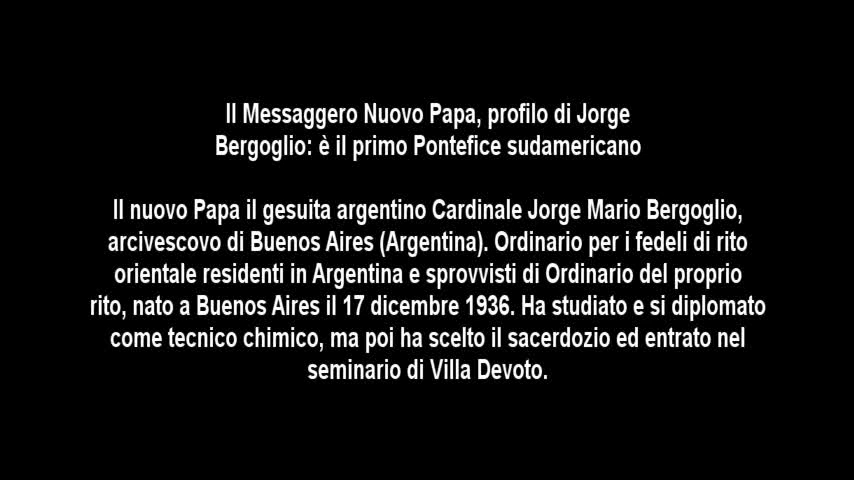 Il Messaggero Nuovo Papa, profilo di Jorge
Bergoglio: è il primo Pontefice sudamericano
Il nuovo Papa il gesuita argentino Cardinale Jorge Mario Bergoglio,
arcivescovo di Buenos Aires (Argentina). Ordinario per i fedeli di rito
orientale residenti in Argentina e sprovvisti di Ordinario del proprio
rito, nato a Buenos Aires il 17 dicembre 1936. Ha studiato e si diplomato
come tecnico chimico, ma poi ha scelto il sacerdozio ed entrato nel
seminario di Villa Devoto.